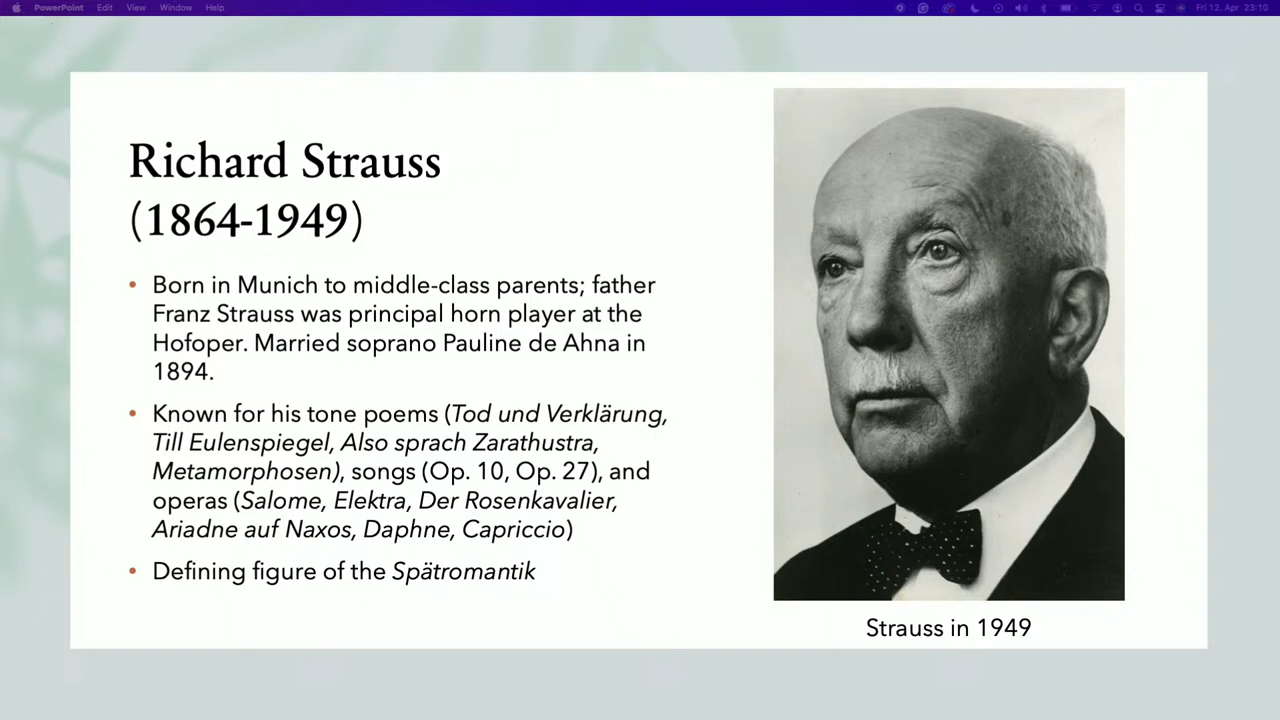 PowerPoint Edit View Window Help Fri 12. Apr 23:10
Richard Strauss
(1864-1949)
• Born in Munich to middle-class parents; father
Franz Strauss was principal horn player at the
Hofoper. Married soprano Pauline de Ahna in
1894.
• Known for his tone poems (Tod und Verklärung,
Till Eulenspiegel, Also sprach Zarathustra,
Metamorphosen), songs (Op. 10, Op. 27), and
operas (Salome, Elektra, Der Rosenkavalier,
Ariadne auf Naxos, Daphne, Capriccio)
• Defining figure of the Spätromantik
Strauss in 1949